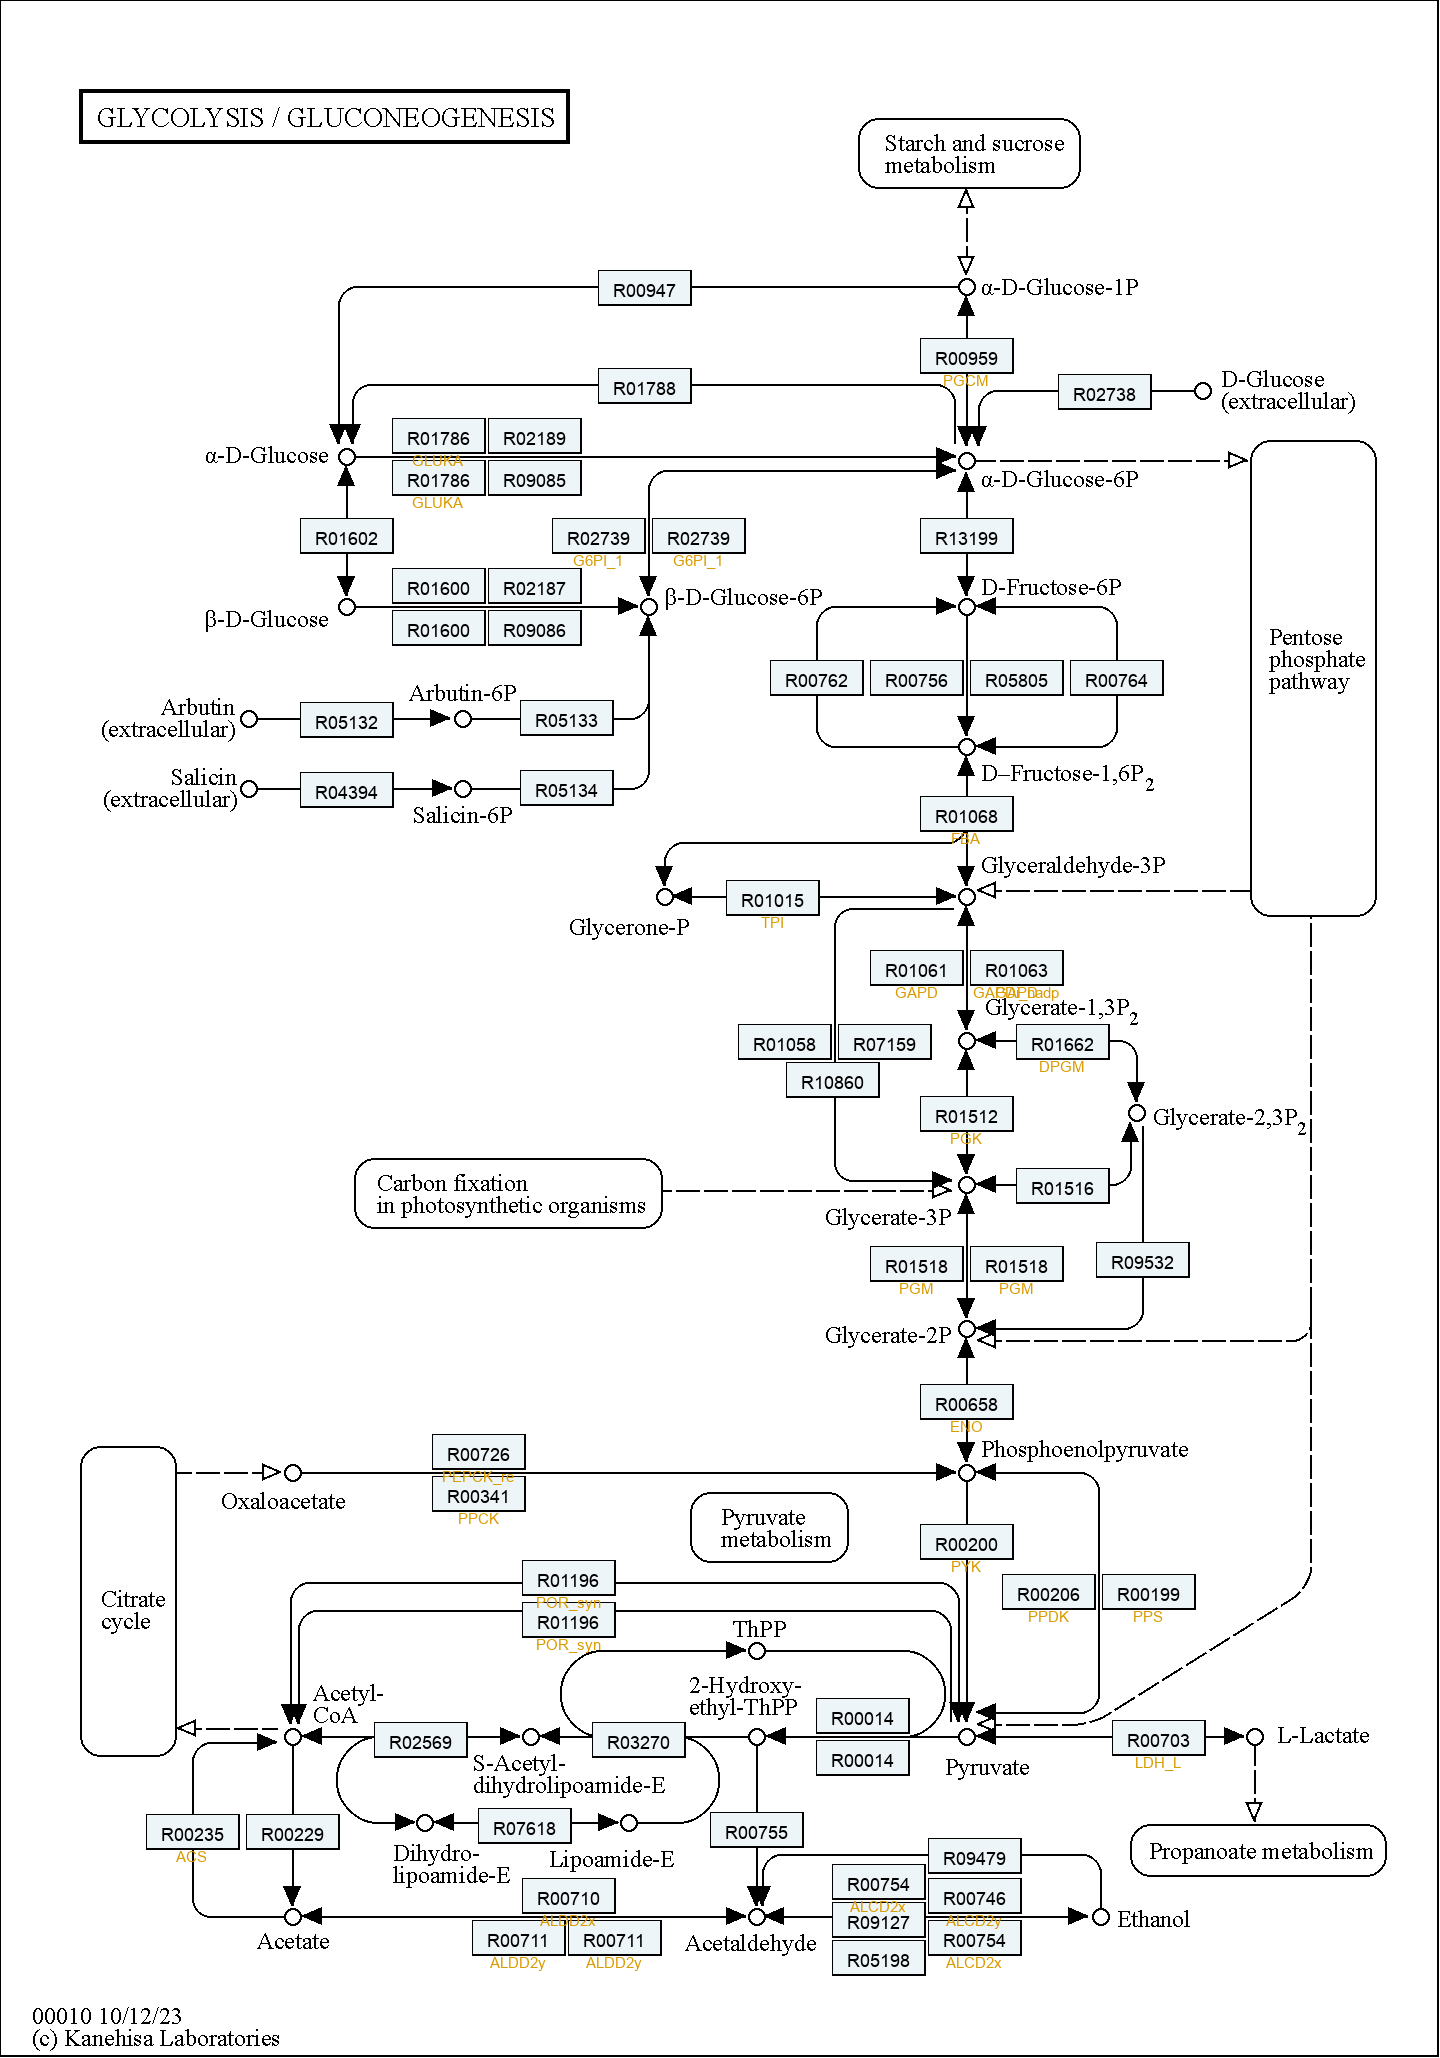 GLYCOLYSIS / GLUCONEOGENESIS
Starch and sucrose
metabolism
R00947
α-D-Glucose-1P
R00959
PGCM
R01788
R02738
D-Glucose
(extracellular)
R01786
GLUKA
R02189
α-D-Glucose
R01786
GLUKA
R09085
α-D-Glucose-6P
R01602
R02739
G6PI_1
R02739
G6PI_1
R13199
R01600
R02187
D-Fructose-6P
β-D-Glucose
β-D-Glucose-6P
R01600
R09086
Pentose
phosphate
pathway
R00762
R00756
R05805
R00764
Arbutin
(extracellular)
R05132
Arbutin-6P
R05133
Salicin
(extracellular)
R04394
Salicin-6P
R05134
D–Fructose-1,6P2
R01068
FBA
Glyceraldehyde-3P
R01015
TPI
Glycerone-P
R01061
GAPD
R01063
Glycerate-1,3P2
R01058
R07159
R10860
R01662
DPGM
R01512
PGK
Glycerate-2,3P2
Carbon fixation
in photosynthetic organisms
R01516
Glycerate-3P
R01518
PGM
R01518
PGM
R09532
Glycerate-2P
R00658
ENO
R00726
PEPCK_re
Phosphoenolpyruvate
Oxaloacetate
R00341
PPCK
Pyruvate
metabolism
R00200
PYK
Citrate
cycle
R01196
POR_syn
R01196
POR_syn
R00206
PPDK
R00199
PPS
ThPP
Acetyl-
CoA
2-Hydroxy-
ethyl-ThPP
R00014
R02569
R03270
R00014
S-Acetyl-
dihydrolipoamide-E
Pyruvate
R00703
LDH_L
L-Lactate
R00235
ACS
R00229
R07618
R00755
Dihydro-
lipoamide-E
Lipoamide-E
Propanoate metabolism
R09479
R00710
ALDD2x
R00754
ALCD2x
R00746
ALCD2y
R09127
Ethanol
Acetate
R00711
ALDD2y
R00711
ALDD2y
Acetaldehyde
R00754
ALCD2x
R05198
00010 10/12/23
(c) Kanehisa Laboratories